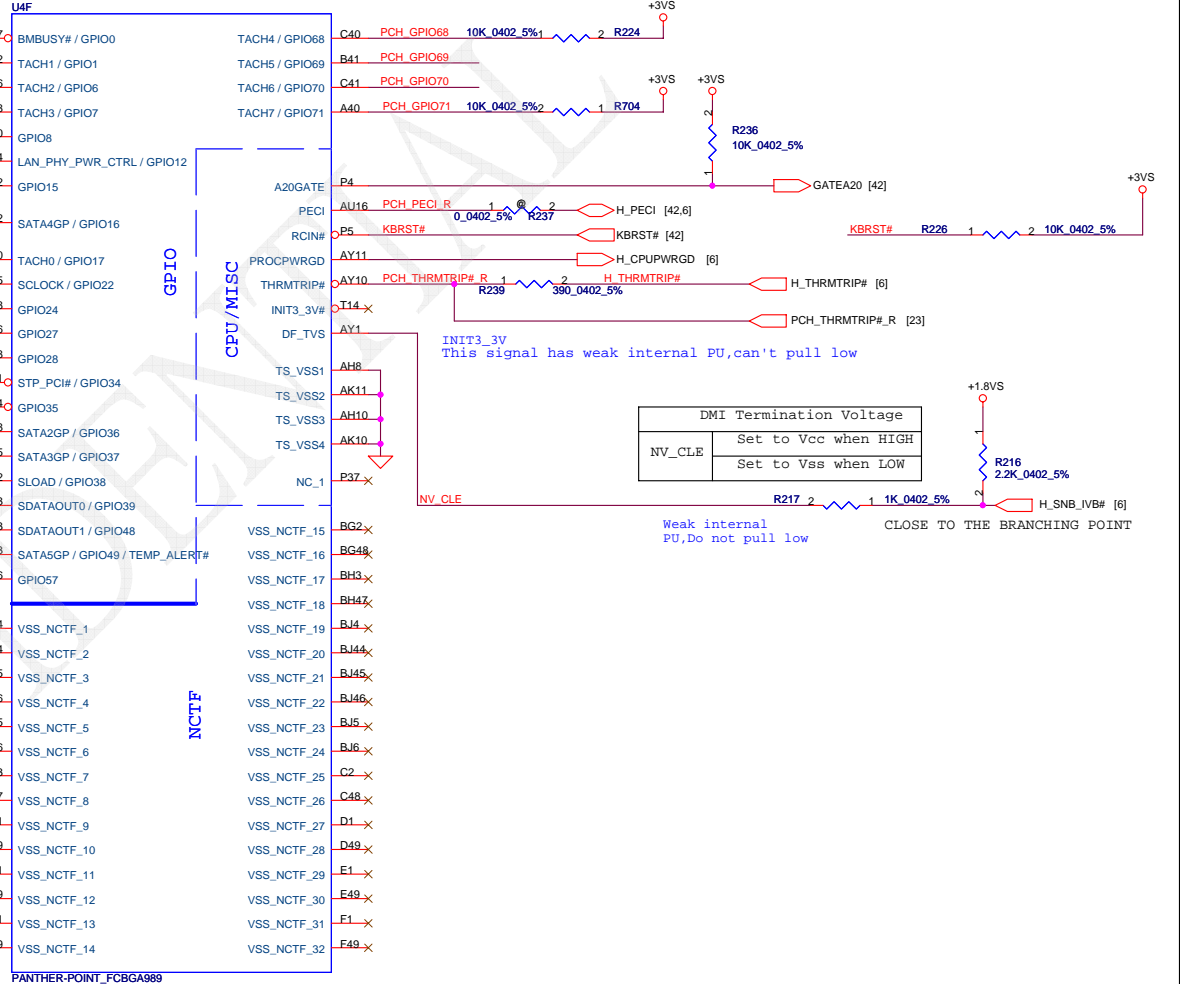 U4F
BMBUSY# / GPIO0
TACH1 / GPIO1
TACH2 / GPIO6
TACH3 / GPIO7
GPIO8
LAN_PHY_PWR_CTRL / GPIO12
GPIO15
SATA4GP / GPIO16
TACH0 / GPIO17
SCLOCK / GPIO22
GPIO24
GPIO27
GPIO28
STP_PCI# / GPIO34
GPIO35
SATA2GP / GPIO36
SATA3GP / GPIO37
SLOAD / GPIO38
SDATAOUT0 / GPIO39
SDATAOUT1 / GPIO48
SATA5GP / GPIO49 / TEMP_ALERT#
GPIO57
VSS_NCTF_1
VSS_NCTF_2
VSS_NCTF_3
VSS_NCTF_4
VSS_NCTF_5
VSS_NCTF_6
VSS_NCTF_7
VSS_NCTF_8
VSS_NCTF_9
VSS_NCTF_10
VSS_NCTF_11
VSS_NCTF_12
VSS_NCTF_13
VSS_NCTF_14
GPIO
CPU/MISC
NCTF
TACH4 / GPIO68 C40 PCH_GPIO68 10K_0402_5% 1 2 R224 +3VS
TACH5 / GPIO69 B41 PCH_GPIO69
TACH6 / GPIO70 C41 PCH_GPIO70
TACH7 / GPIO71 A40 PCH_GPIO71 10K_0402_5% 2 1 R704 +3VS
+3VS
2
R236
10K_0402_5%
1
A20GATE P4 GATEA20 [42]
PECI AU16 PCH_PECI_R 1 @ 2 H_PECI [42,6]
0_0402_5% R237
RCIN# P5 KBRST# KBRST# [42]
PROCPWRGD AY11 H_CPUPWRGD [6]
THRMTRIP# AY10 PCH_THRMTRIP#_R 1 2 H_THRMTRIP# H_THRMTRIP# [6]
R239 390_0402_5%
PCH_THRMTRIP#_R [23]
INIT3_3V# T14
DF_TVS AY1
TS_VSS1 AH8
TS_VSS2 AK11
TS_VSS3 AH10
TS_VSS4 AK10
NC_1 P37
VSS_NCTF_15 BG2
VSS_NCTF_16 BG48
VSS_NCTF_17 BH3
VSS_NCTF_18 BH47
VSS_NCTF_19 BJ4
VSS_NCTF_20 BJ44
VSS_NCTF_21 BJ45
VSS_NCTF_22 BJ46
VSS_NCTF_23 BJ5
VSS_NCTF_24 BJ6
VSS_NCTF_25 C2
VSS_NCTF_26 C48
VSS_NCTF_27 D1
VSS_NCTF_28 D49
VSS_NCTF_29 E1
VSS_NCTF_30 E49
VSS_NCTF_31 F1
VSS_NCTF_32 F49
+3VS
KBRST# R226 1 2 10K_0402_5%
INIT3_3V
This signal has weak internal PU,can't pull low
DMI Termination Voltage
NV_CLE
Set to Vcc when HIGH
Set to Vss when LOW
+1.8VS
1
R216
2.2K_0402_5%
2
NV_CLE R217 2 1 1K_0402_5% H_SNB_IVB# [6]
Weak internal
PU,Do not pull low
CLOSE TO THE BRANCHING POINT
PANTHER-POINT_FCBGA989